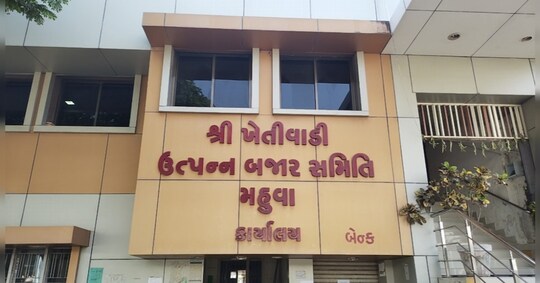 શ્રી ખેતીવાડી
ઉત્પન્ન બજાર સમિતિ
મહુવા
કાર્યાલય
બેન્ક